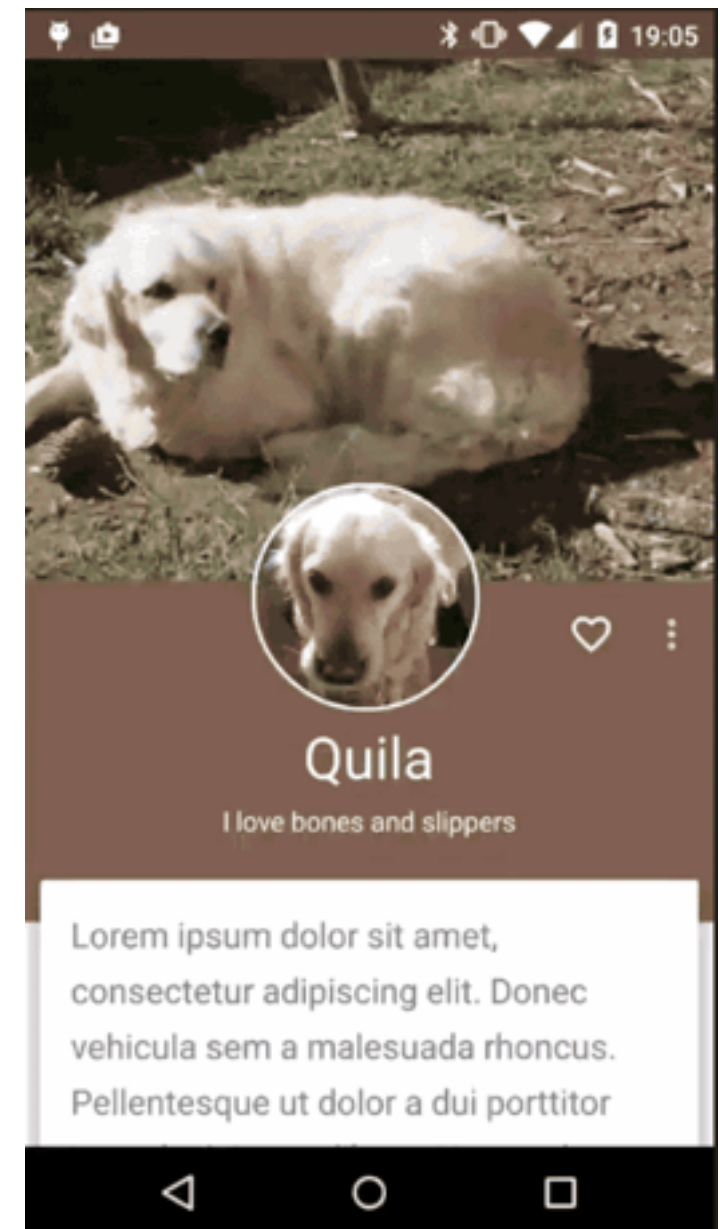 19:05
Quila
I love bones and slippers
Lorem ipsum dolor sit amet,
consectetur adipiscing elit. Donec
vehicula sem a malesuada rhoncus.
Pellentesque ut dolor a dui porttitor